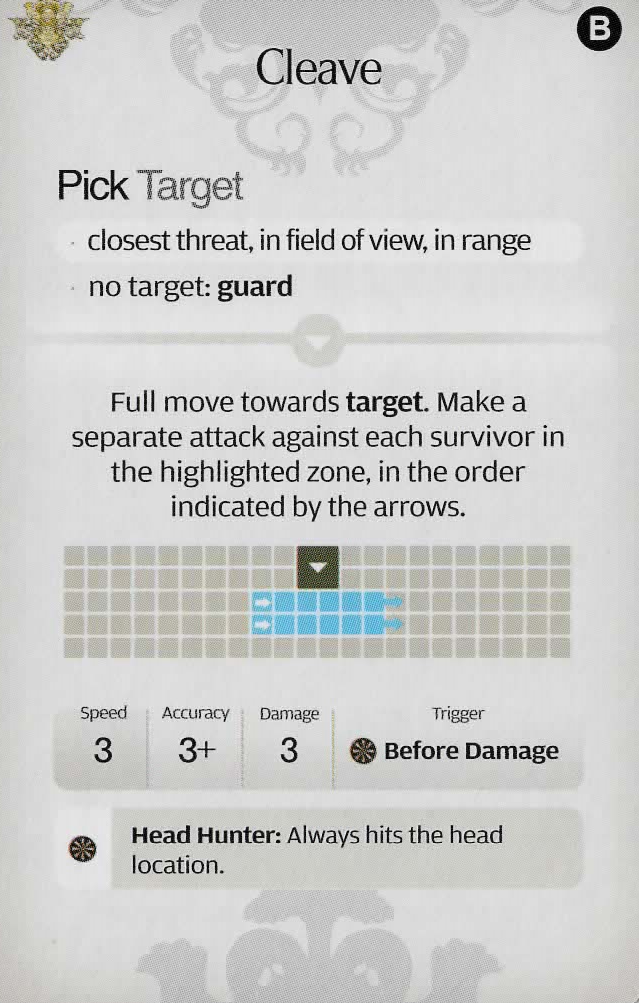 B
Cleave
Pick Target
· closest threat, in field of view, in range
· no target: guard
Full move towards target. Make a
separate attack against each survivor in
the highlighted zone, in the order
indicated by the arrows.
Speed Accuracy Damage Trigger
3 3+ 3 Before Damage
Head Hunter: Always hits the head
location.